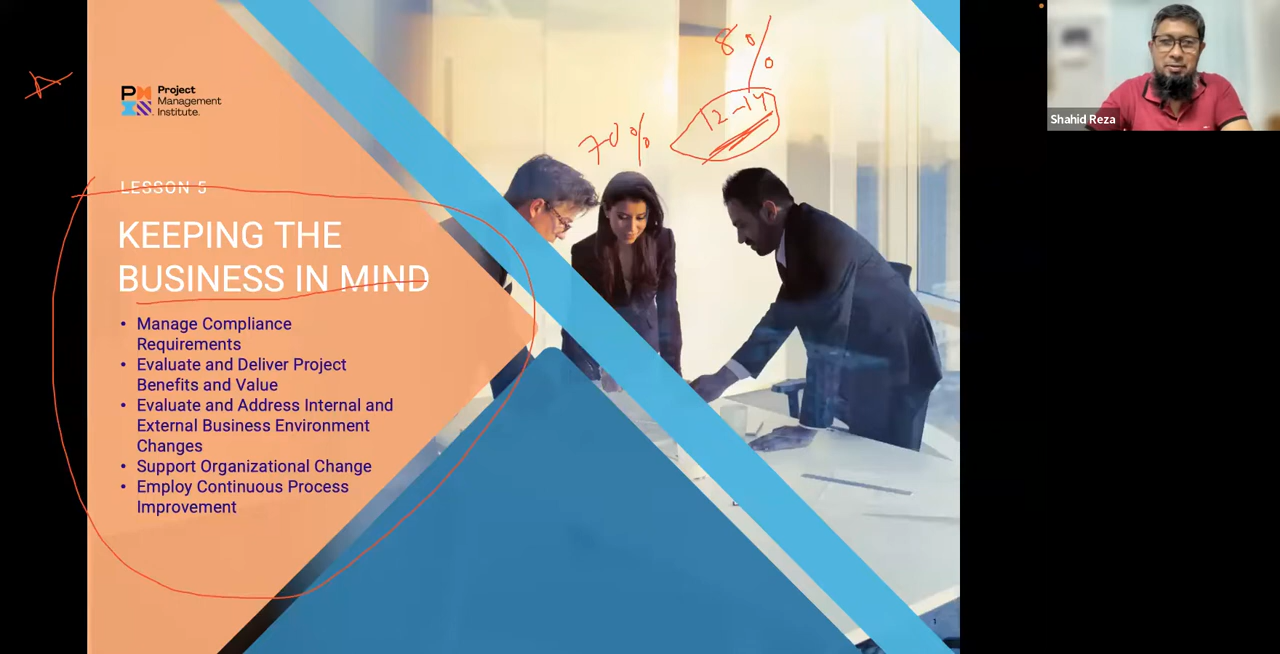 8%
12-14
70%
Project
Management
Institute.
Shahid Reza
LESSON 5
KEEPING THE
BUSINESS IN MIND
• Manage Compliance
Requirements
• Evaluate and Deliver Project
Benefits and Value
• Evaluate and Address Internal and
External Business Environment
Changes
• Support Organizational Change
• Employ Continuous Process
Improvement
1